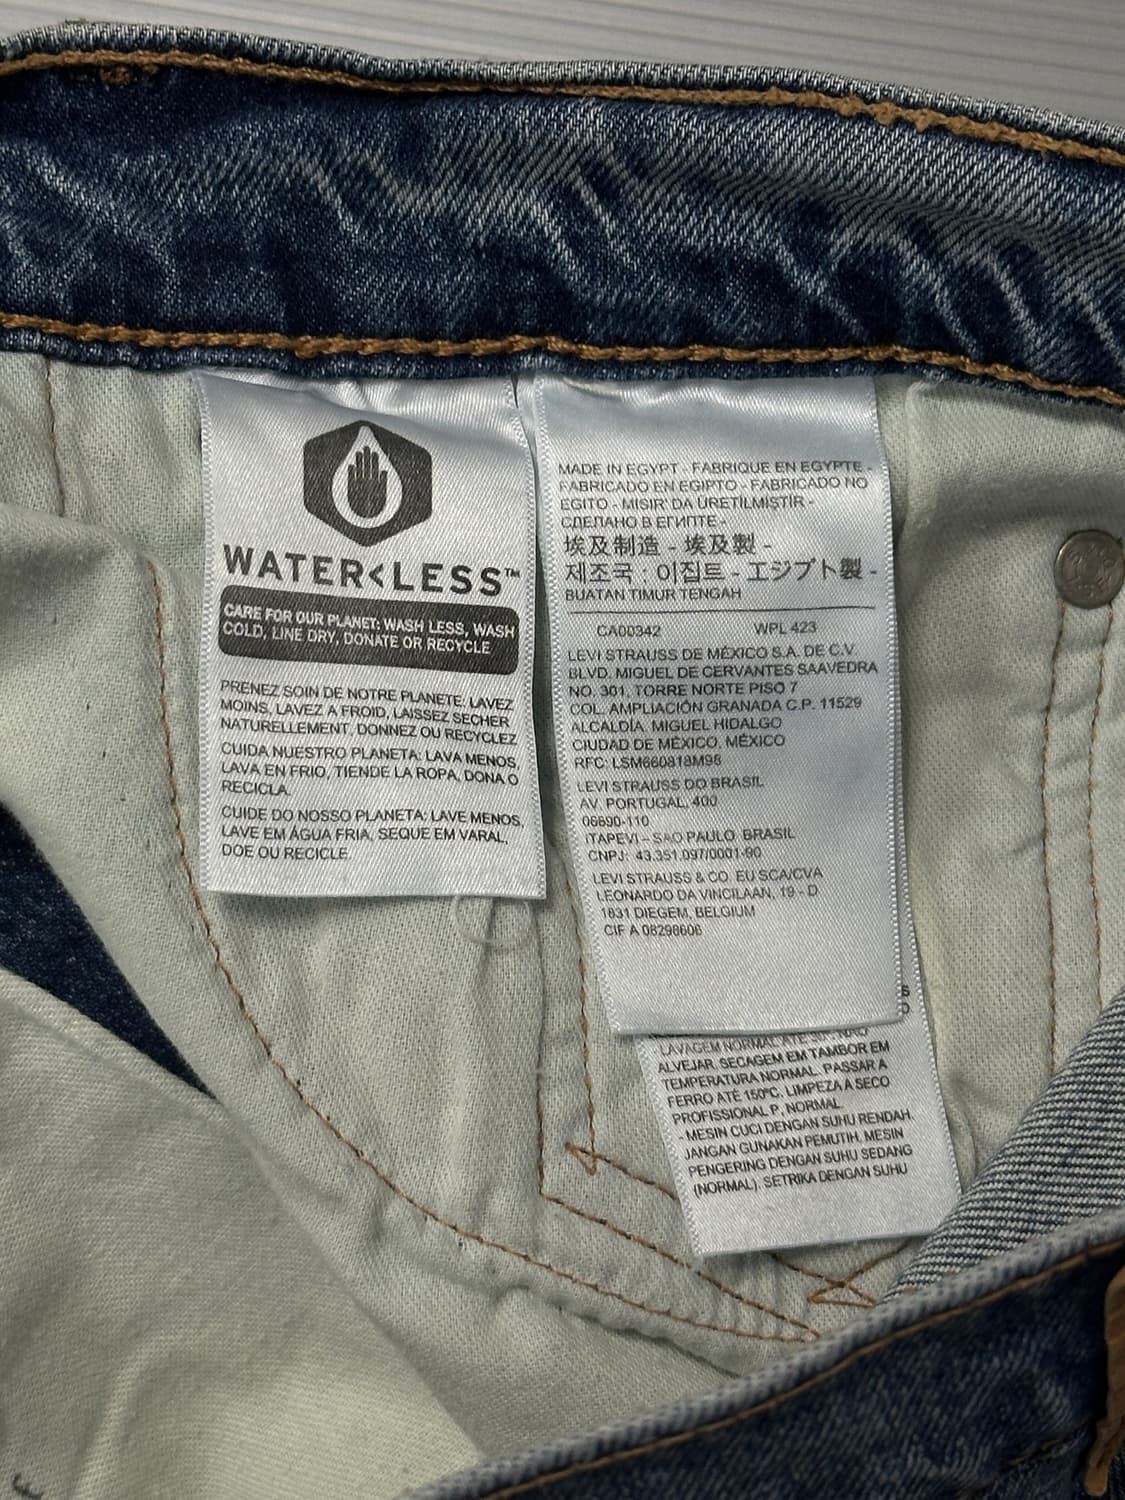 WATER<LESS™
CARE FOR OUR PLANET: WASH LESS, WASH
COLD, LINE DRY, DONATE OR RECYCLE
PRENEZ SOIN DE NOTRE PLANETE: LAVEZ
MOINS, LAVEZ A FROID, LAISSEZ SECHER
NATURELLEMENT, DONNEZ OU RECYCLEZ
CUIDA NUESTRO PLANETA: LAVA MENOS,
LAVA EN FRIO, TIENDE LA ROPA, DONA O
RECICLA.
CUIDE DO NOSSO PLANETA: LAVE MENOS,
LAVE EM ÁGUA FRIA, SEQUE EM VARAL,
DOE OU RECICLE.
MADE IN EGYPT - FABRIQUE EN EGYPTE -
FABRICADO EN EGIPTO - FABRICADO NO
EGITO - MISIR' DA ÜRETİLMİŞTİR -
СДЕЛАНО В ЕГИПТЕ -
埃及制造 - 埃及製 -
제조국 : 이집트 - エジプト製 -
BUATAN TIMUR TENGAH
CA00342 WPL 423
LEVI STRAUSS DE MÉXICO S.A. DE C.V.
BLVD. MIGUEL DE CERVANTES SAAVEDRA
NO. 301, TORRE NORTE PISO 7
COL. AMPLIACIÓN GRANADA C.P. 11529
ALCALDÍA. MIGUEL HIDALGO
CIUDAD DE MÉXICO, MÉXICO
RFC: LSM660818M98
LEVI STRAUSS DO BRASIL
AV. PORTUGAL, 400
06690-110
ITAPEVI – SAO PAULO BRASIL
CNPJ: 43.351.097/0001-90
LEVI STRAUSS & CO. EU SCA/CVA
LEONARDO DA VINCILAAN, 19 - D
1831 DIEGEM, BELGIUM
CIF A 08298606
LAVAGEM NORMAL ATÉ NÃO
ALVEJAR. SECAGEM EM TAMBOR EM
TEMPERATURA NORMAL. PASSAR A
FERRO ATÉ 150ºC. LIMPEZA A SECO
PROFISSIONAL P, NORMAL
- MESIN CUCI DENGAN SUHU RENDAH.
JANGAN GUNAKAN PEMUTIH. MESIN
PENGERING DENGAN SUHU SEDANG
(NORMAL). SETRIKA DENGAN SUHU